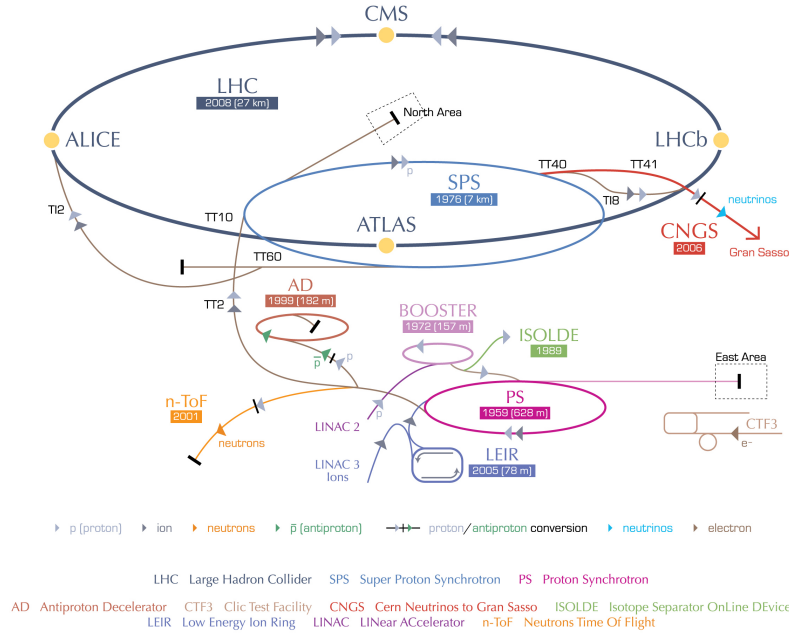 CMS
LHC
2008 (27 km)
North Area
ALICE
LHCb
TT40
TT41
SPS
1976 (7 km)
p
TI8
neutrinos
TI2
TT10
ATLAS
CNGS
2006
Gran Sasso
TT60
AD
1999 (182 m)
TT2
BOOSTER
1972 (157 m)
ISOLDE
1989
p̅
p
East Area
n-ToF
2001
PS
1959 (628 m)
LINAC 2
p
neutrons
CTF3
e-
LINAC 3
Ions
LEIR
2005 (78 m)
p (proton) ion neutrons p̅ (antiproton) proton/antiproton conversion neutrinos electron
LHC Large Hadron Collider SPS Super Proton Synchrotron PS Proton Synchrotron
AD Antiproton Decelerator CTF3 Clic Test Facility CNGS Cern Neutrinos to Gran Sasso ISOLDE Isotope Separator OnLine DEvice
LEIR Low Energy Ion Ring LINAC LINear ACcelerator n-ToF Neutrons Time Of Flight